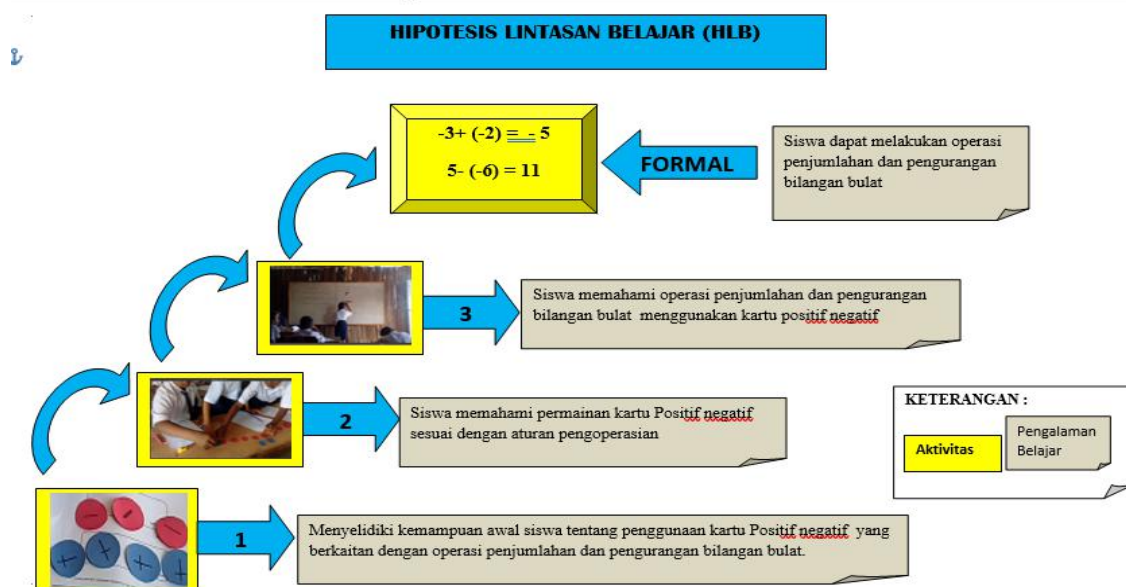 HIPOTESIS LINTASAN BELAJAR (HLB)
-3+ (-2) = - 5
5- (-6) = 11
FORMAL
Siswa dapat melakukan operasi
penjumlahan dan pengurangan
bilangan bulat
3
Siswa memahami operasi penjumlahan dan pengurangan
bilangan bulat menggunakan kartu positif negatif
2
Siswa memahami permainan kartu Positif negatif
sesuai dengan aturan pengoperasian
KETERANGAN :
Aktivitas
Pengalaman
Belajar
1
Menyelidiki kemampuan awal siswa tentang penggunaan kartu Positif negatif yang
berkaitan dengan operasi penjumlahan dan pengurangan bilangan bulat.